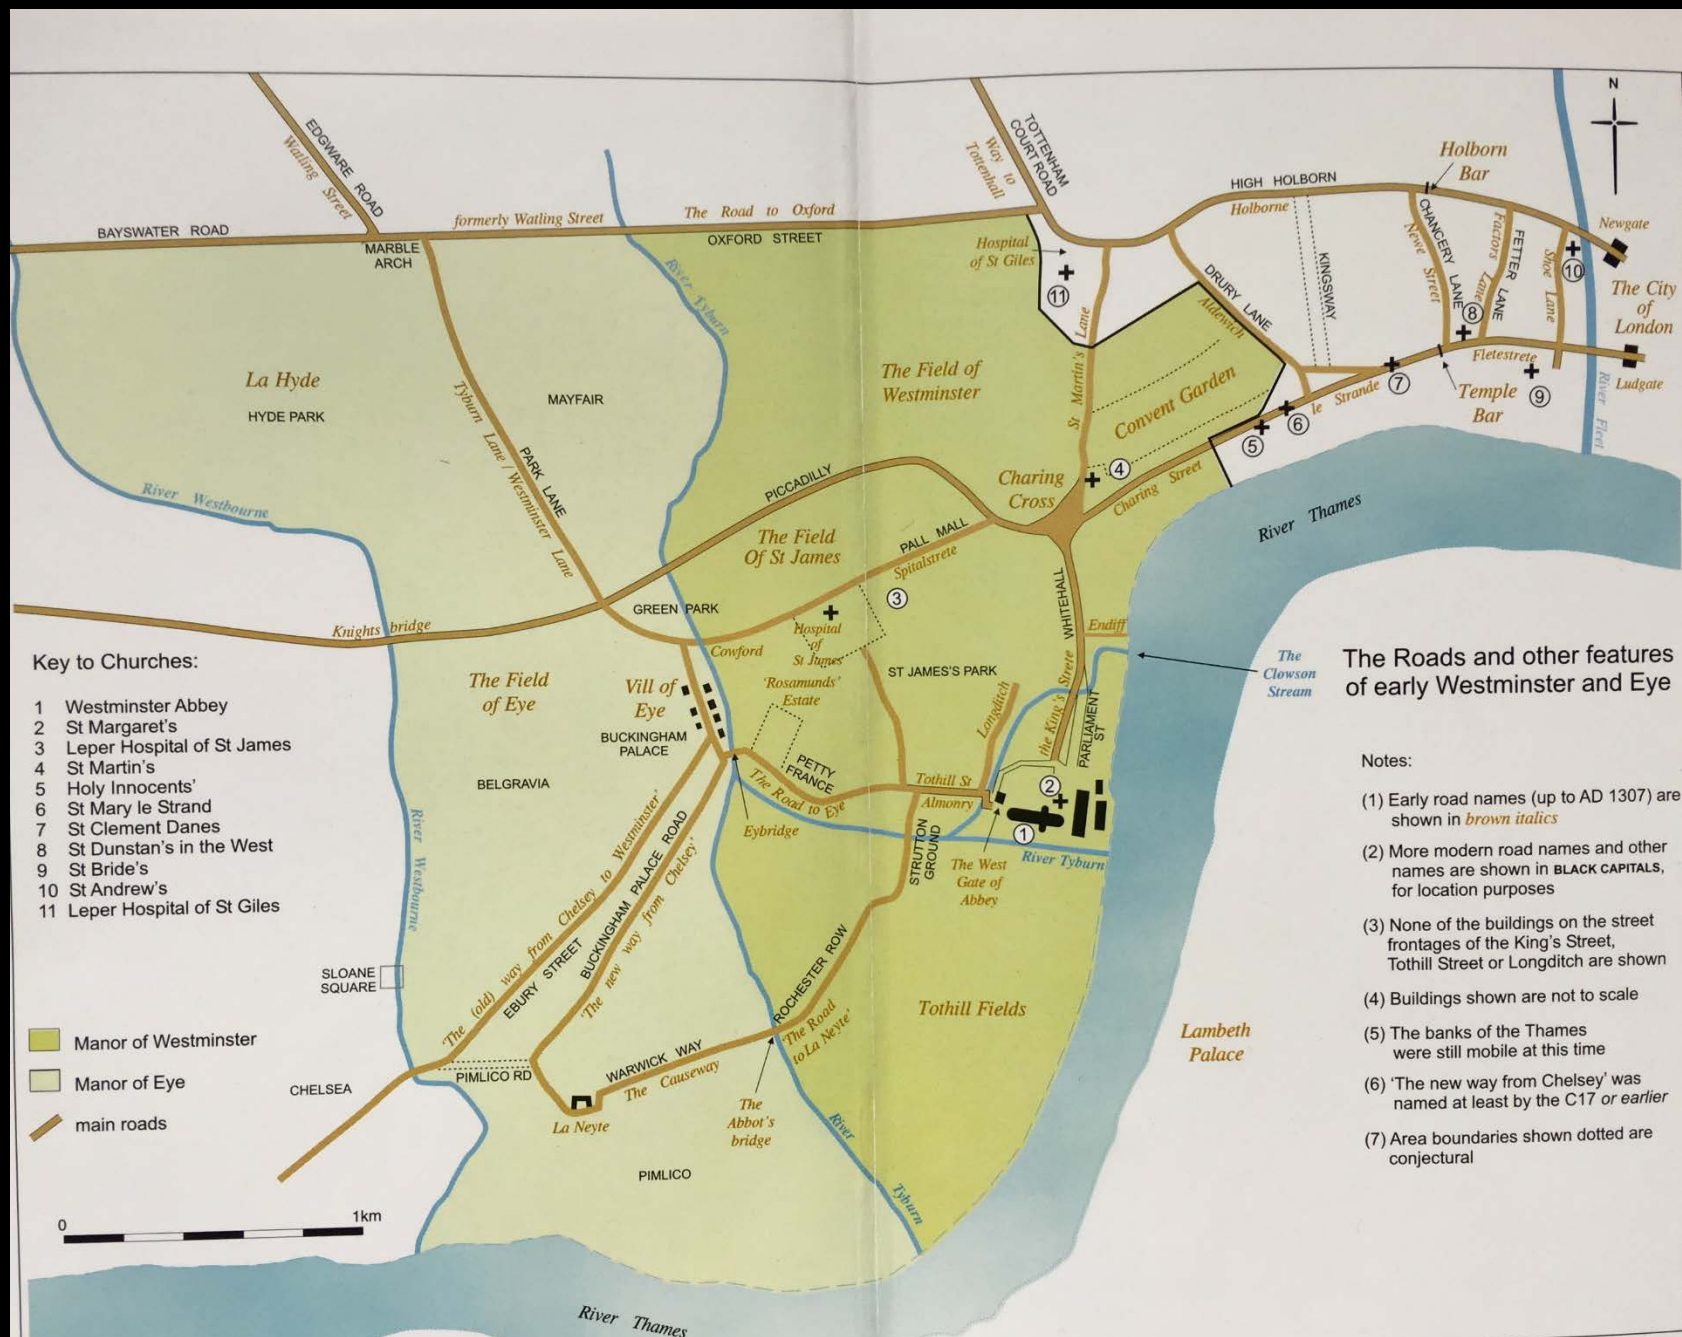 N
EDGWARE ROAD
Watling Street
BAYSWATER ROAD
MARBLE
ARCH
formerly Watling Street
The Road to Oxford
OXFORD STREET
Way to
Tottenhall
TOTTENHAM
COURT ROAD
HIGH HOLBORN
Holborne
Holborn
Bar
Newgate
Hospital
of St Giles
11
KINGSWAY
CHANCERY LANE
Newe Street
Fattors Lane
FETTER LANE
Shoe Lane
10
The City
of
London
8
River Tyburn
DRURY LANE
Aldewich
St Martin's Lane
The Field of
Westminster
La Hyde
HYDE PARK
MAYFAIR
Tyburn Lane / Westminster Lane
PARK LANE
Convent Garden
Fletestrete
Ludgate
7
le Strande
Temple
Bar
9
River Fleet
6
5
4
Charing
Cross
Charing Street
River Westbourne
PICCADILLY
River Thames
The Field
Of St James
PALL MALL
Spitalstrete
3
GREEN PARK
Knights bridge
Cowford
Hospital
of
St James
WHITEHALL
Endiff
The
Clowson
Stream
The Roads and other features
of early Westminster and Eye
Key to Churches:
1 Westminster Abbey
2 St Margaret's
3 Leper Hospital of St James
4 St Martin's
5 Holy Innocents'
6 St Mary le Strand
7 St Clement Danes
8 St Dunstan's in the West
9 St Bride's
10 St Andrew's
11 Leper Hospital of St Giles
The Field
of Eye
Vill of
Eye
'Rosamunds'
Estate
ST JAMES'S PARK
Longditch
the King's Strete
PARLIAMENT
ST
BUCKINGHAM
PALACE
BELGRAVIA
PETTY
FRANCE
The Road to Eye
Tothill St
Almonry
2
1
Eybridge
River Tyburn
STRUTTON
GROUND
The West
Gate of
Abbey
River Westbourne
'The (old) way from Chelsey to Westminster'
EBURY STREET
BUCKINGHAM PALACE ROAD
'The new way from Chelsey'
SLOANE
SQUARE
ROCHESTER ROW
'The Road
to La Neyte'
Tothill Fields
Lambeth
Palace
Manor of Westminster
Manor of Eye
main roads
CHELSEA
PIMLICO RD
WARWICK WAY
The Causeway
La Neyte
The
Abbot's
bridge
PIMLICO
River
Tyburn
0 1km
River Thames
Notes:
(1) Early road names (up to AD 1307) are
shown in brown italics
(2) More modern road names and other
names are shown in BLACK CAPITALS,
for location purposes
(3) None of the buildings on the street
frontages of the King's Street,
Tothill Street or Longditch are shown
(4) Buildings shown are not to scale
(5) The banks of the Thames
were still mobile at this time
(6) 'The new way from Chelsey' was
named at least by the C17 or earlier
(7) Area boundaries shown dotted are
conjectural